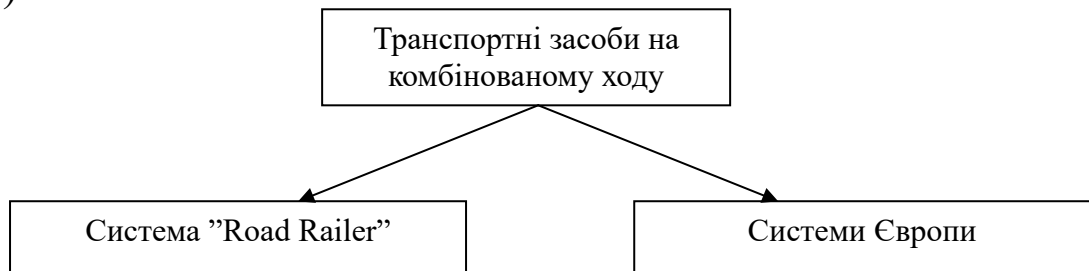 )
Транспортні засоби на
комбінованому ходу
Система ”Road Railer”
Системи Європи